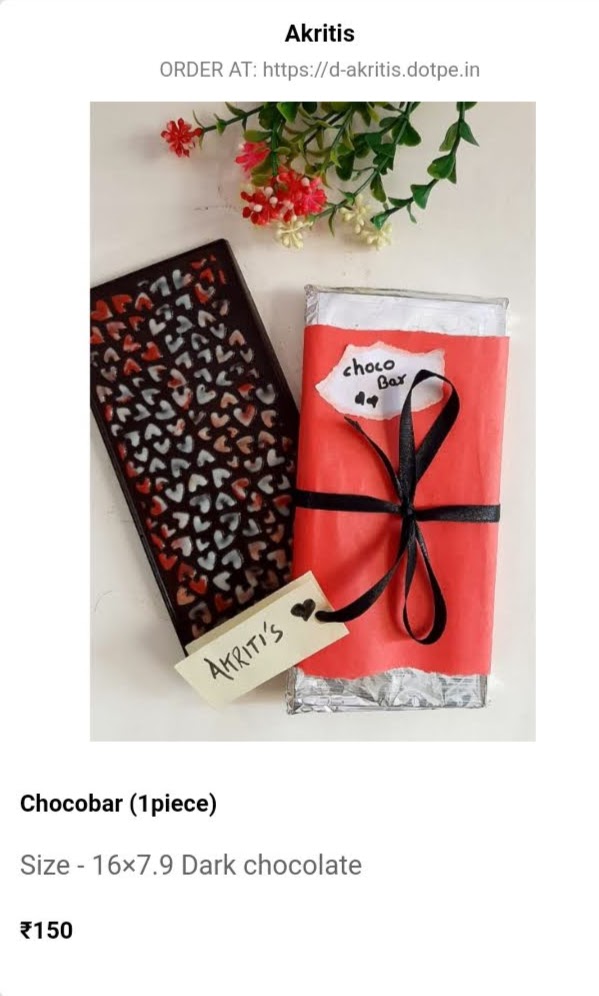 Akritis
ORDER AT: https://d-akritis.dotpe.in
choco
Bar
AKRITI'S
Chocobar (1piece)
Size - 16×7.9 Dark chocolate
₹150